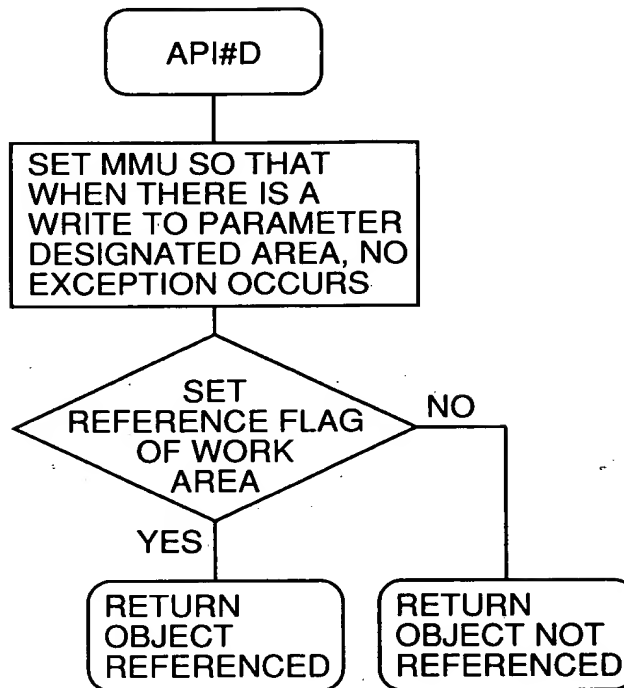 API#D
SET MMU SO THAT
WHEN THERE IS A
WRITE TO PARAMETER
DESIGNATED AREA, NO
EXCEPTION OCCURS
SET
REFERENCE FLAG
OF WORK
AREA
NO
YES
RETURN
OBJECT
REFERENCED
RETURN
OBJECT NOT
REFERENCED